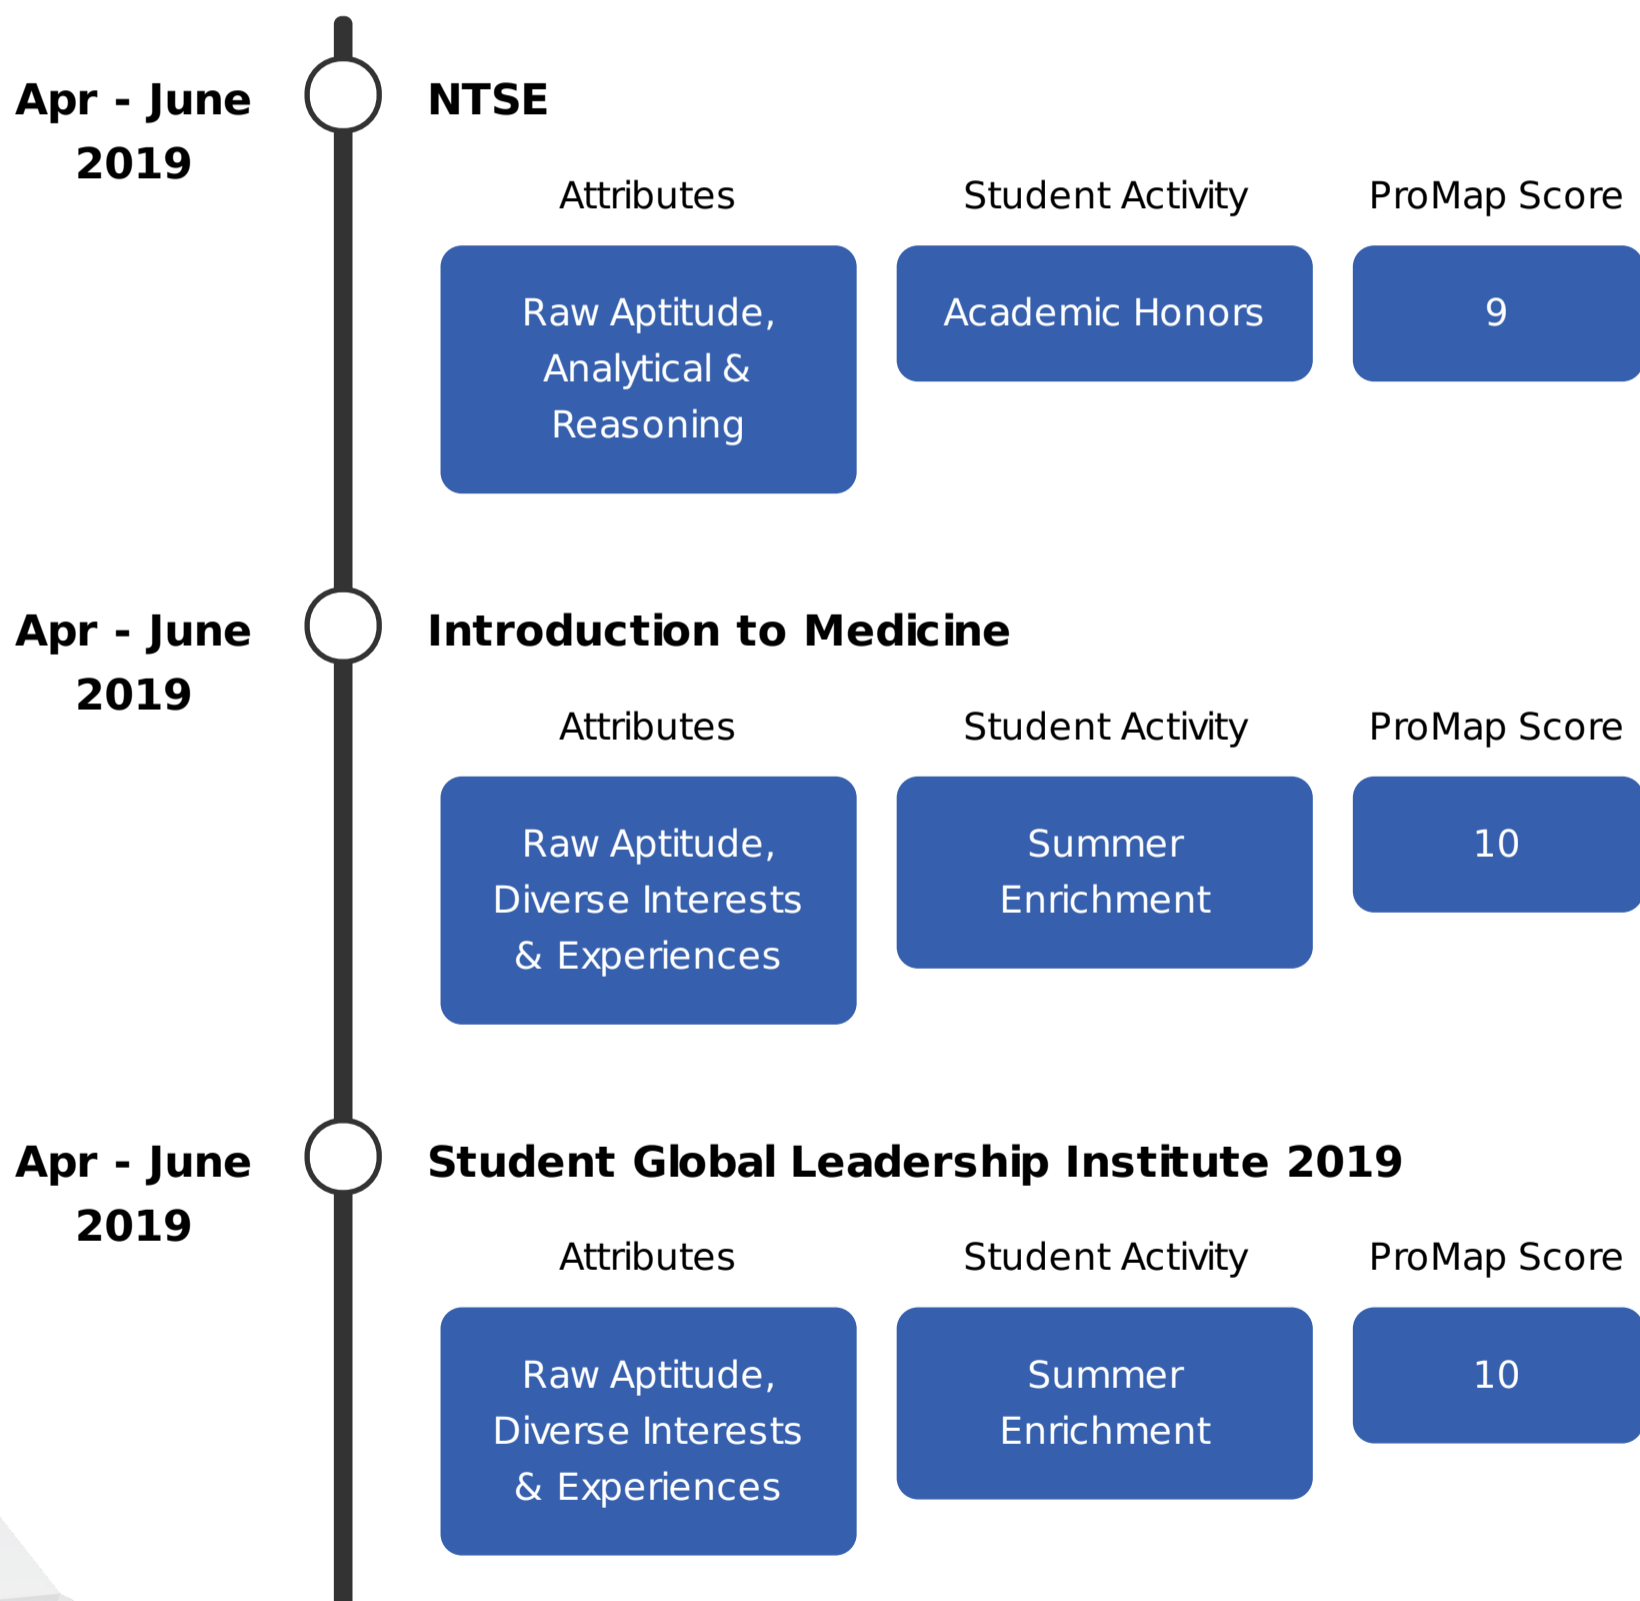 Apr - June
2019
NTSE
Attributes
Student Activity
ProMap Score
Raw Aptitude,
Analytical &
Reasoning
Academic Honors
9
Apr - June
2019
Introduction to Medicine
Attributes
Student Activity
ProMap Score
Raw Aptitude,
Diverse Interests
& Experiences
Summer
Enrichment
10
Apr - June
2019
Student Global Leadership Institute 2019
Attributes
Student Activity
ProMap Score
Raw Aptitude,
Diverse Interests
& Experiences
Summer
Enrichment
10